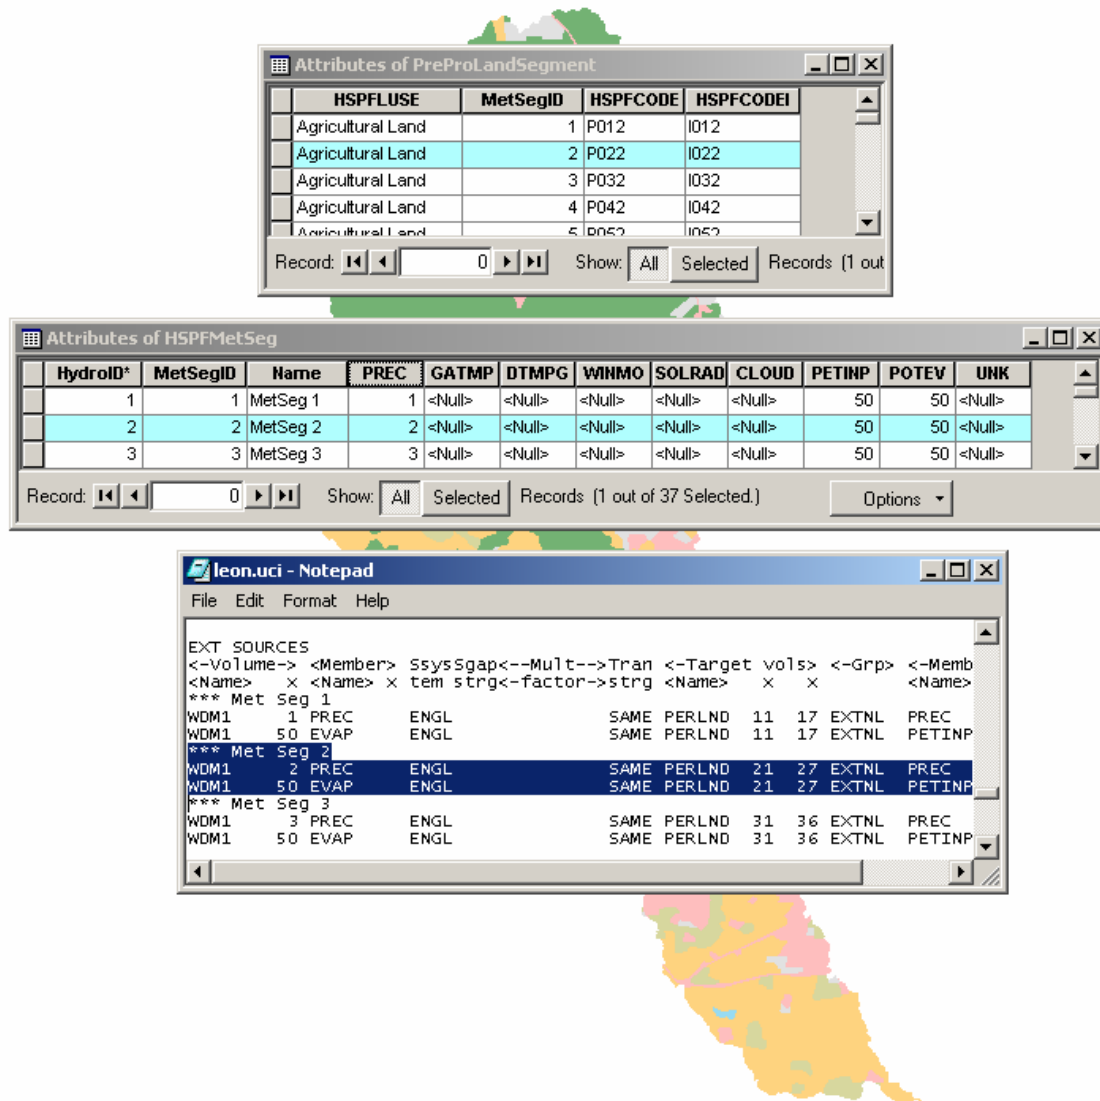 Attributes of PreProLandSegment
HSPFLUSE MetSegID HSPFCODE HSPFCODEI
Agricultural Land 1 P012 I012
Agricultural Land 2 P022 I022
Agricultural Land 3 P032 I032
Agricultural Land 4 P042 I042
Agricultural Land 5 P052 I052
Record: 0 Show: All Selected Records (1 out
Attributes of HSPFMetSeg
HydroID* MetSegID Name PREC GATMP DTMPG WINMO SOLRAD CLOUD PETINP POTEV UNK
1 1 MetSeg 1 1 <Null> <Null> <Null> <Null> <Null> 50 50 <Null>
2 2 MetSeg 2 2 <Null> <Null> <Null> <Null> <Null> 50 50 <Null>
3 3 MetSeg 3 3 <Null> <Null> <Null> <Null> <Null> 50 50 <Null>
Record: 0 Show: All Selected Records (1 out of 37 Selected.) Options
leon.uci - Notepad
File Edit Format Help
EXT SOURCES
<-Volume-> <Member> SsysSgap<--Mult-->Tran <-Target vols> <-Grp> <-Memb
<Name> x <Name> x tem strg<-factor->strg <Name> x x <Name>
*** Met Seg 1
WDM1 1 PREC ENGL SAME PERLND 11 17 EXTNL PREC
WDM1 50 EVAP ENGL SAME PERLND 11 17 EXTNL PETINP
*** Met Seg 2
WDM1 2 PREC ENGL SAME PERLND 21 27 EXTNL PREC
WDM1 50 EVAP ENGL SAME PERLND 21 27 EXTNL PETINP
*** Met Seg 3
WDM1 3 PREC ENGL SAME PERLND 31 36 EXTNL PREC
WDM1 50 EVAP ENGL SAME PERLND 31 36 EXTNL PETINP